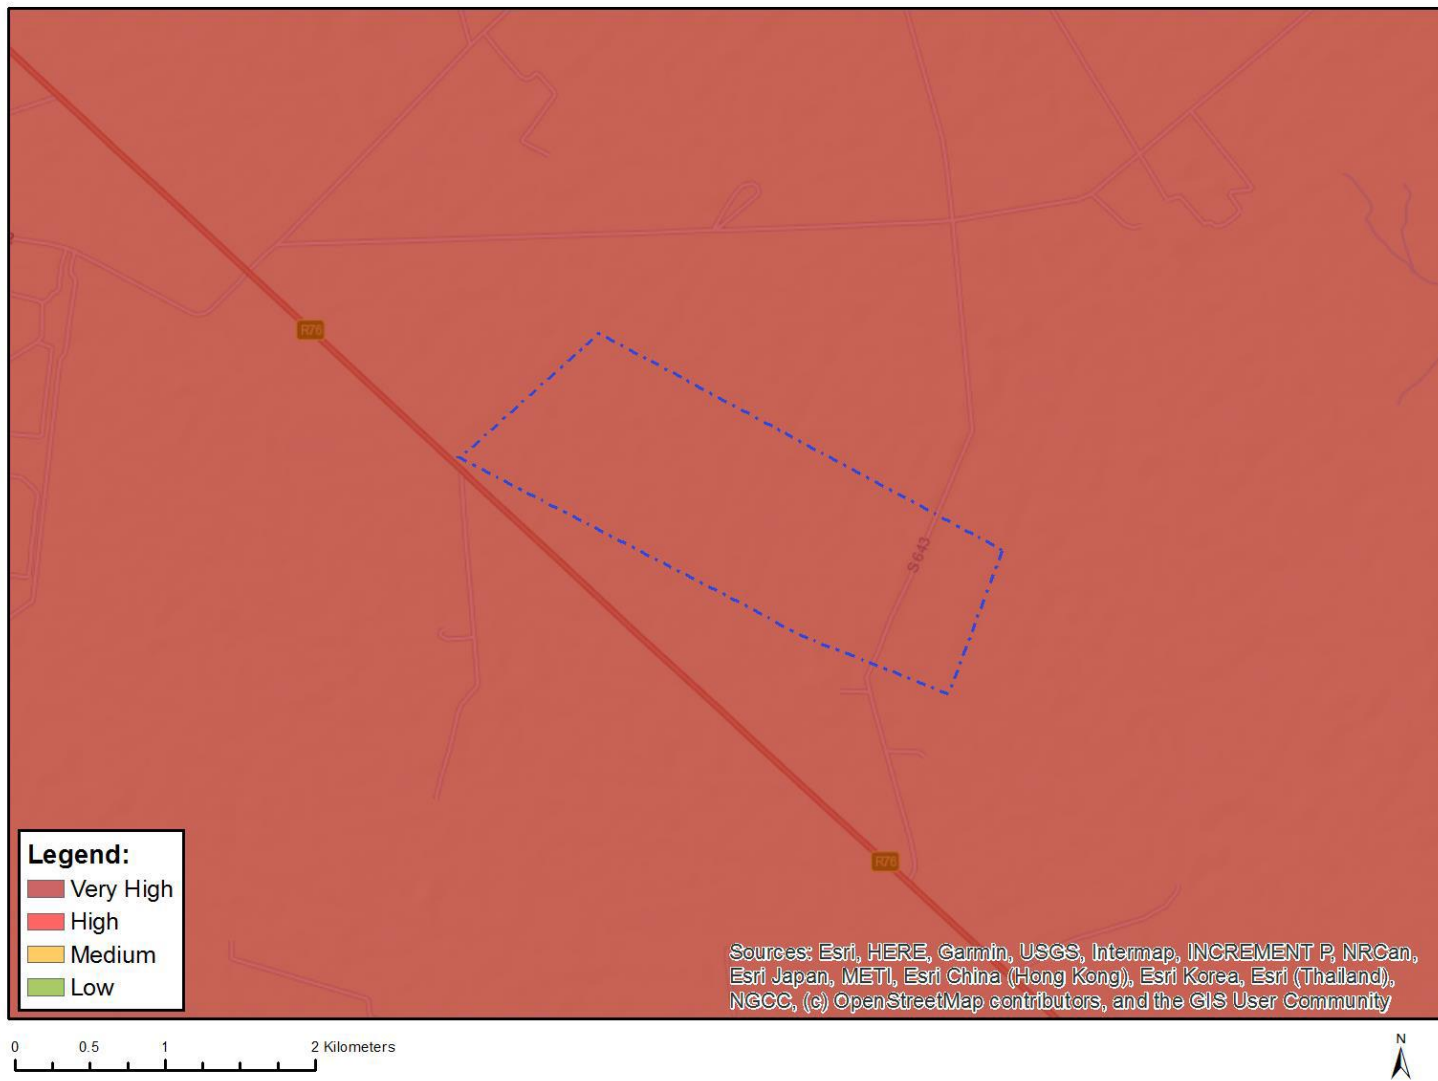 R76
S 643
R76
Legend:
Very High
High
Medium
Low
Sources: Esri, HERE, Garmin, USGS, Intermap, INCREMENT P, NRCan,
Esri Japan, METI, Esri China (Hong Kong), Esri Korea, Esri (Thailand),
NGCC, (c) OpenStreetMap contributors, and the GIS User Community
0 0.5 1 2 Kilometers
N